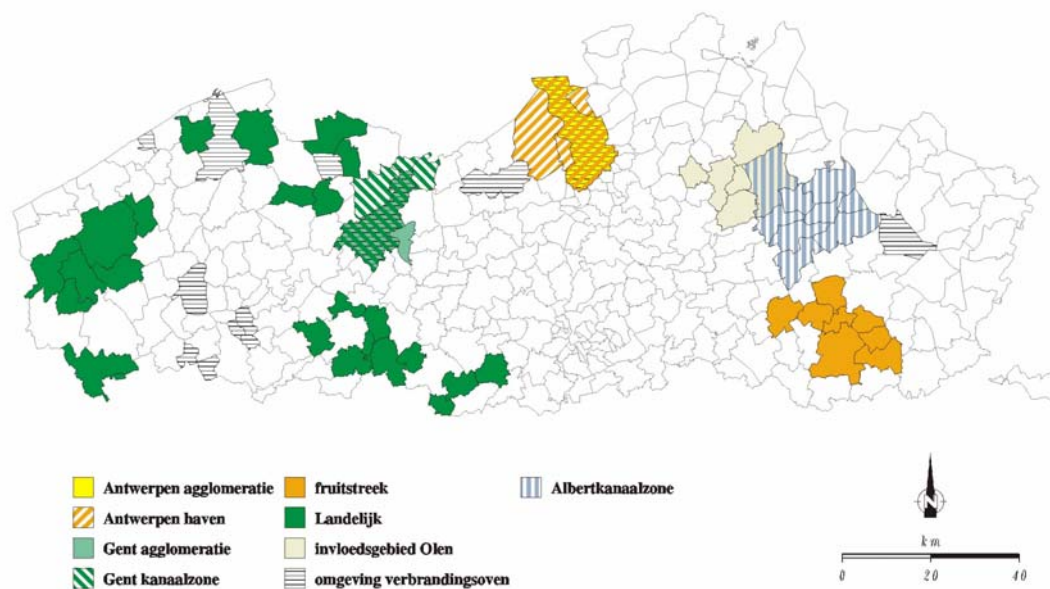 Antwerpen agglomeratie
Antwerpen haven
Gent agglomeratie
Gent kanaalzone
fruitstreek
Landelijk
invloedsgebied Olen
omgeving verbrandingsoven
Albertkanaalzone
N
km
0 20 40